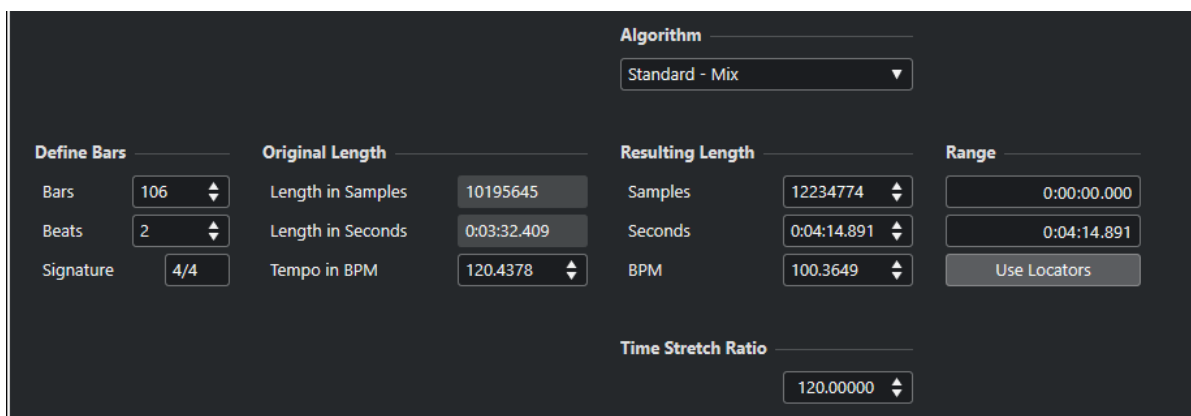 Algorithm
Standard - Mix
Define Bars
Original Length
Resulting Length
Range
Bars 106 Length in Samples 10195645 Samples 12234774 0:00:00.000
Beats 2 Length in Seconds 0:03:32.409 Seconds 0:04:14.891 0:04:14.891
Signature 4/4 Tempo in BPM 120.4378 BPM 100.3649 Use Locators
Time Stretch Ratio
120.00000